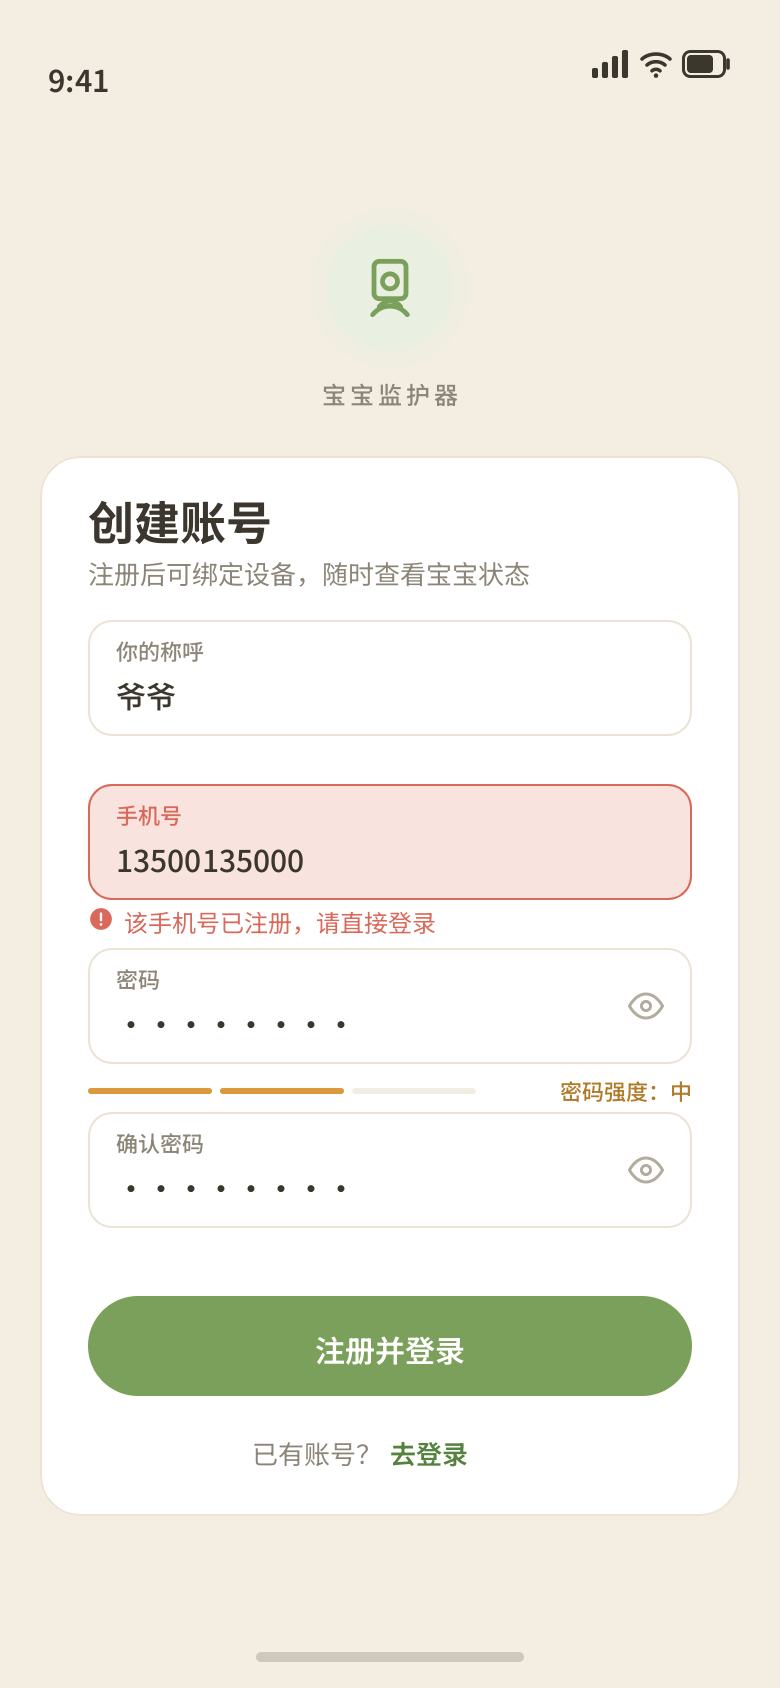 9:41
宝宝监护器
创建账号
注册后可绑定设备，随时查看宝宝状态
你的称呼
爷爷
手机号
13500135000
该手机号已注册，请直接登录
密码
••••••••
密码强度：中
确认密码
••••••••
注册并登录
已有账号？ 去登录